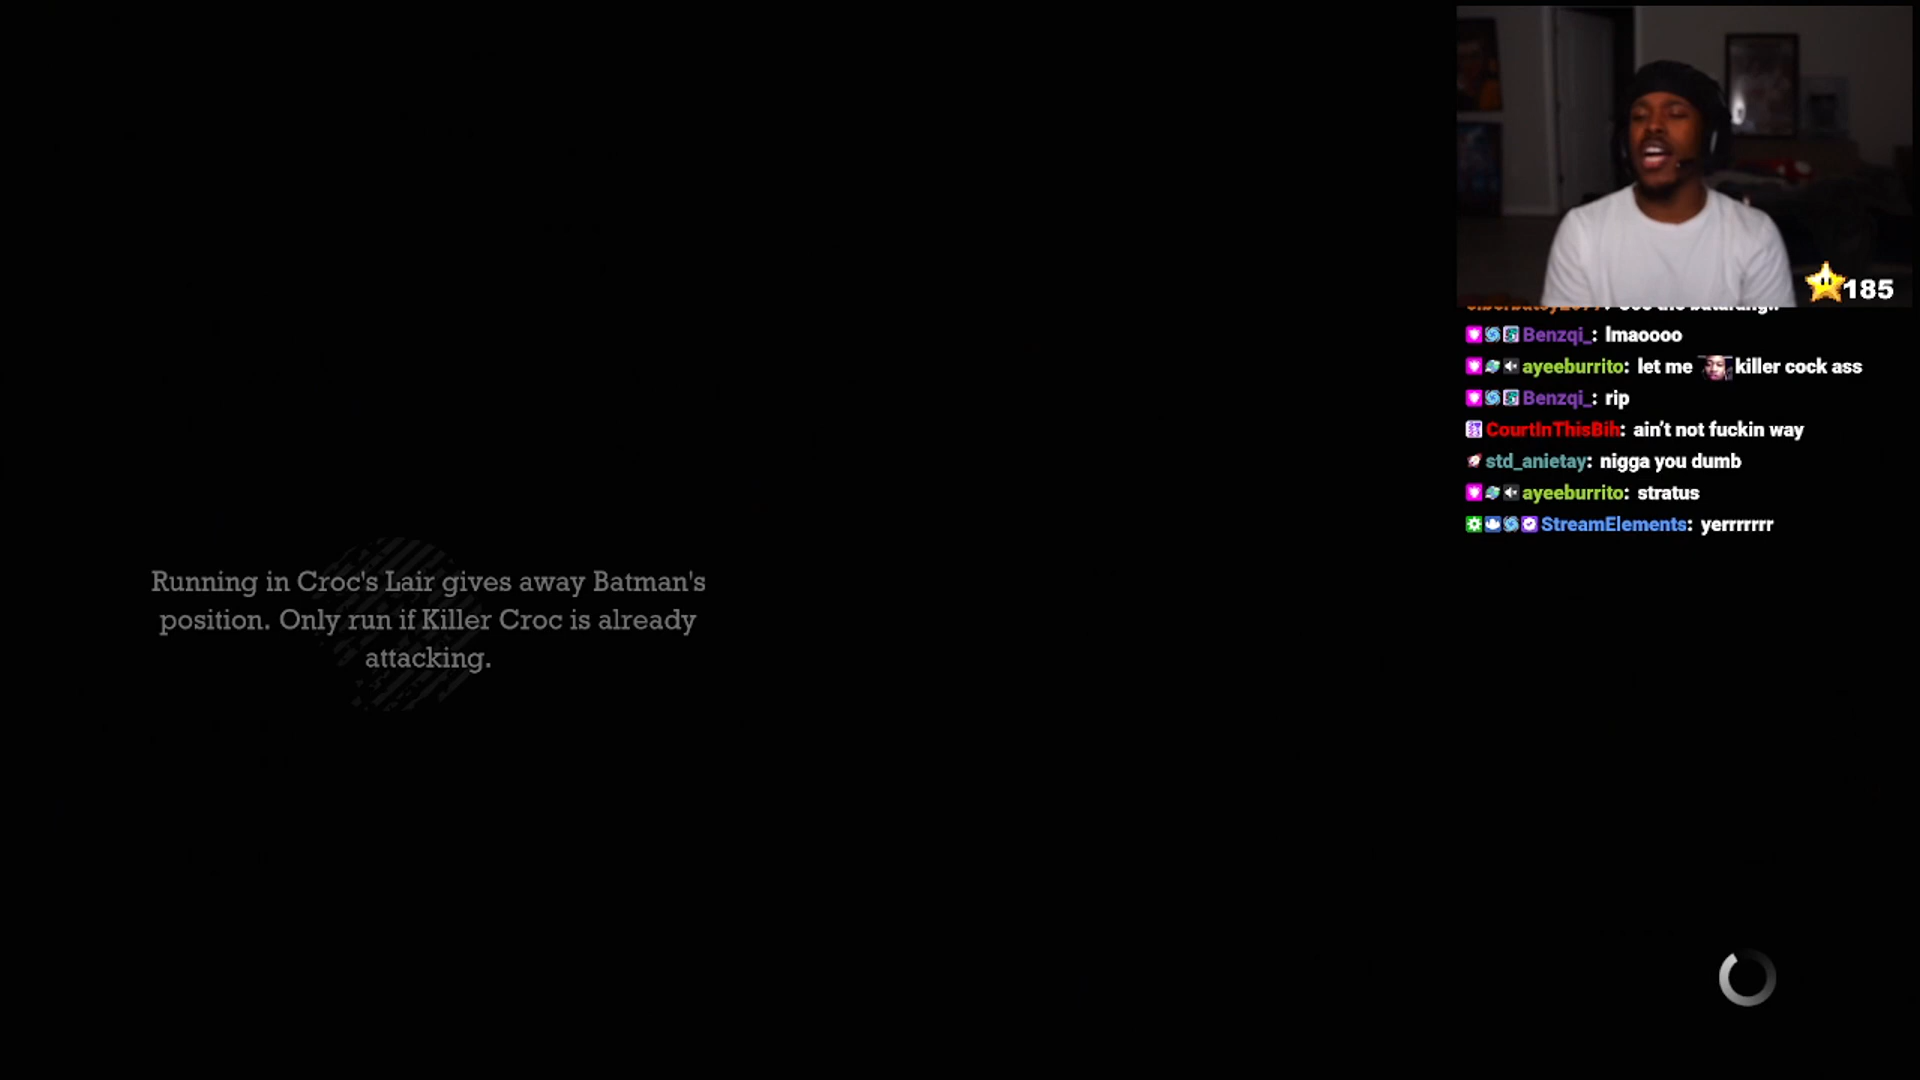 185
Benzqi_: lmaoooo
ayeeburrito: let me killer cock ass
Benzqi_: rip
CourtInThisBih: ain't not fuckin way
std_anietay: nigga you dumb
ayeeburrito: stratus
StreamElements: yerrrrrrr
Running in Croc's Lair gives away Batman's
position. Only run if Killer Croc is already
attacking.